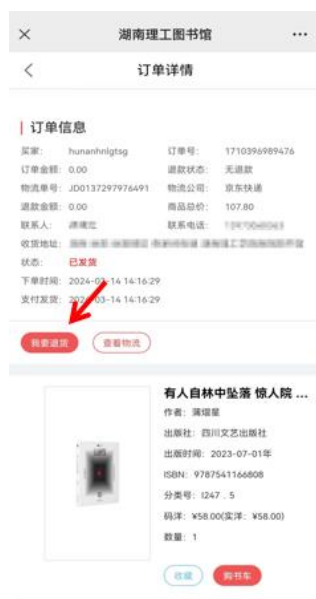 湖南理工图书馆
订单详情
订单信息
买家: hunanhnlgtsg 订单号: 1710396989476
订单金额: 0.00 退款状态: 无退款
物流单号: JD0137297976491 物流公司: 京东快递
退款金额: 0.00 商品总价: 107.80
联系人: 联系电话:
收货地址:
状态: 已发货
下单时间: 2024-03-14 14:16:29
支付发货: 2024-03-14 14:16:29
我要退货 查看物流
有人自林中坠落 惊人院 ...
作者: 蒲熠星
出版社: 四川文艺出版社
出版时间: 2023-07-01年
ISBN: 9787541166808
分类号: I247 . 5
码洋: ¥58.00(实洋: ¥58.00)
数量: 1
收藏 购书车